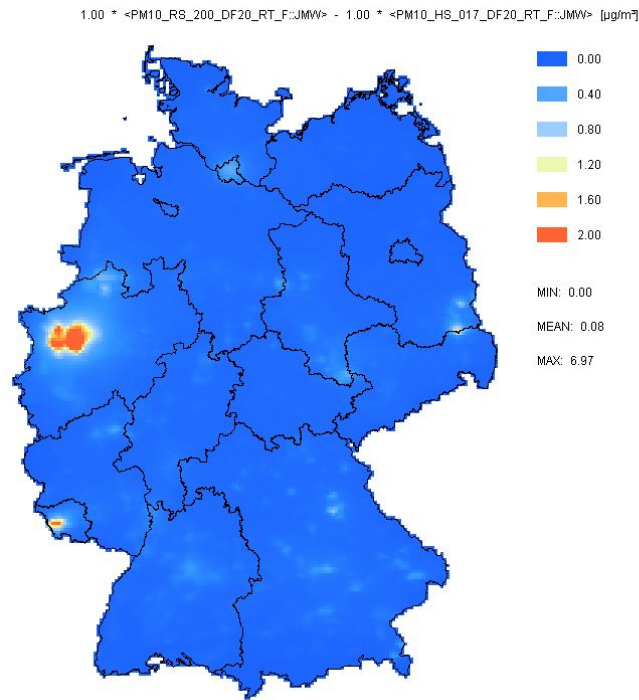 1.00 * <PM10_RS_200_DF20_RT_F::JMW> - 1.00 * <PM10_HS_017_DF20_RT_F::JMW> [µg/m³]
0.00
0.40
0.80
1.20
1.60
2.00
MIN: 0.00
MEAN: 0.08
MAX: 6.97